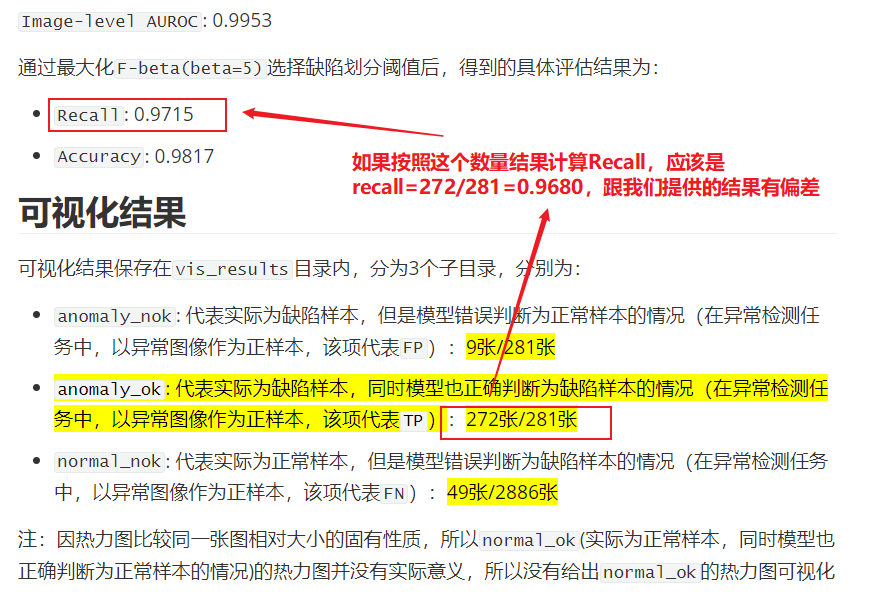 Image-level AUROC: 0.9953
通过最大化F-beta(beta=5)选择缺陷划分阈值后，得到的具体评估结果为：
Recall: 0.9715
Accuracy: 0.9817
如果按照这个数量结果计算Recall，应该是
recall=272/281=0.9680，跟我们提供的结果有偏差
可视化结果
可视化结果保存在vis_results目录内，分为3个子目录，分别为：
anomaly_nok: 代表实际为缺陷样本，但是模型错误判断为正常样本的情况（在异常检测任
务中，以异常图像作为正样本，该项代表FP）：9张/281张
anomaly_ok: 代表实际为缺陷样本，同时模型也正确判断为缺陷样本的情况（在异常检测任
务中，以异常图像作为正样本，该项代表TP）：272张/281张
normal_nok: 代表实际为正常样本，但是模型错误判断为缺陷样本的情况（在异常检测任务
中，以异常图像作为正样本，该项代表FN）：49张/2886张
注：因热力图比较同一张图相对大小的固有性质，所以normal_ok(实际为正常样本，同时模型也
正确判断为正常样本的情况)的热力图并没有实际意义，所以没有给出normal_ok的热力图可视化